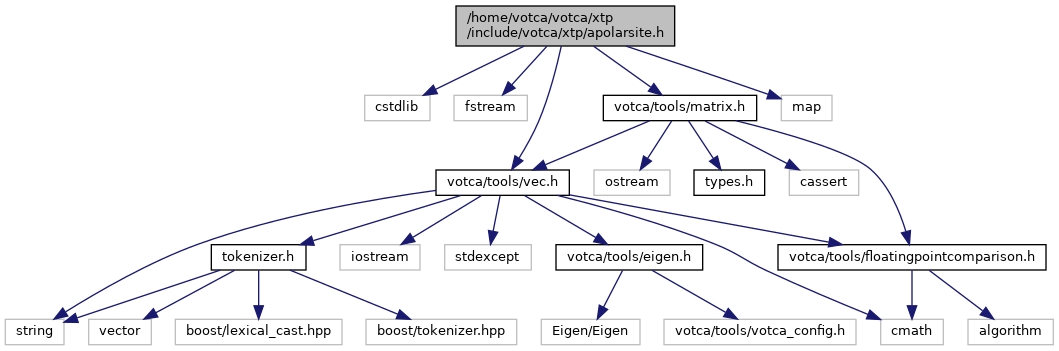 /home/votca/votca/xtp
/include/votca/xtp/apolarsite.h
cstdlib
fstream
votca/tools/matrix.h
map
votca/tools/vec.h
ostream
types.h
cassert
tokenizer.h
iostream
stdexcept
votca/tools/eigen.h
votca/tools/floatingpointcomparison.h
string
vector
boost/lexical_cast.hpp
boost/tokenizer.hpp
Eigen/Eigen
votca/tools/votca_config.h
cmath
algorithm